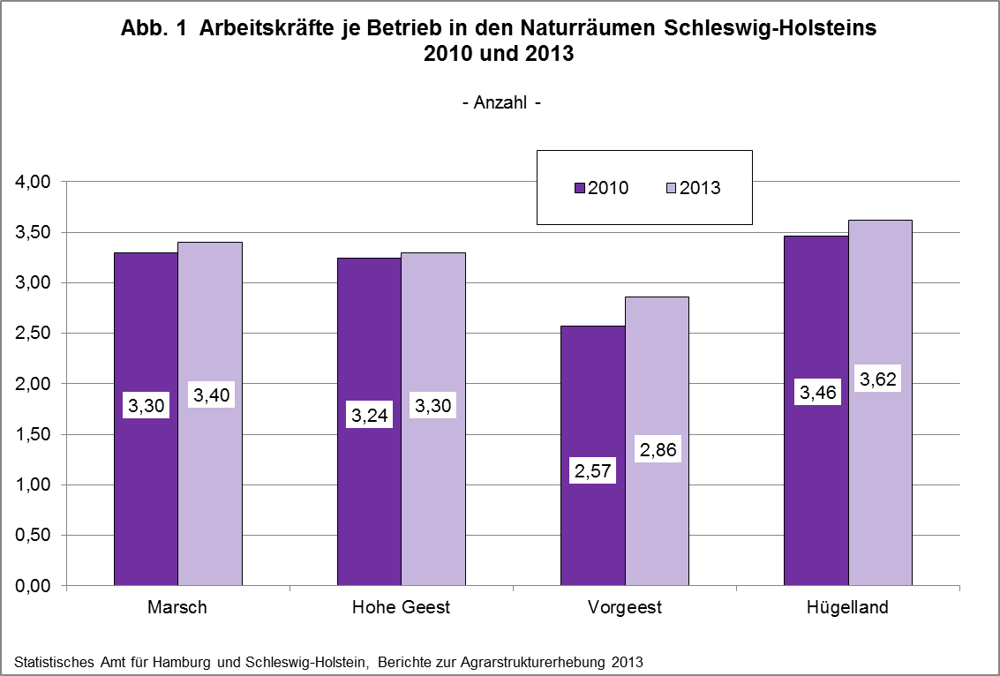 Abb. 1  Arbeitskräfte je Betrieb in den Naturräumen Schleswig-Holsteins
2010 und 2013
- Anzahl -
2010 2013
4,00
3,50
3,00
2,50
2,00
1,50
1,00
0,50
0,00
3,30 3,40 3,24 3,30 2,57 2,86 3,46 3,62
Marsch Hohe Geest Vorgeest Hügelland
Statistisches Amt für Hamburg und Schleswig-Holstein,  Berichte zur Agrarstrukturerhebung 2013